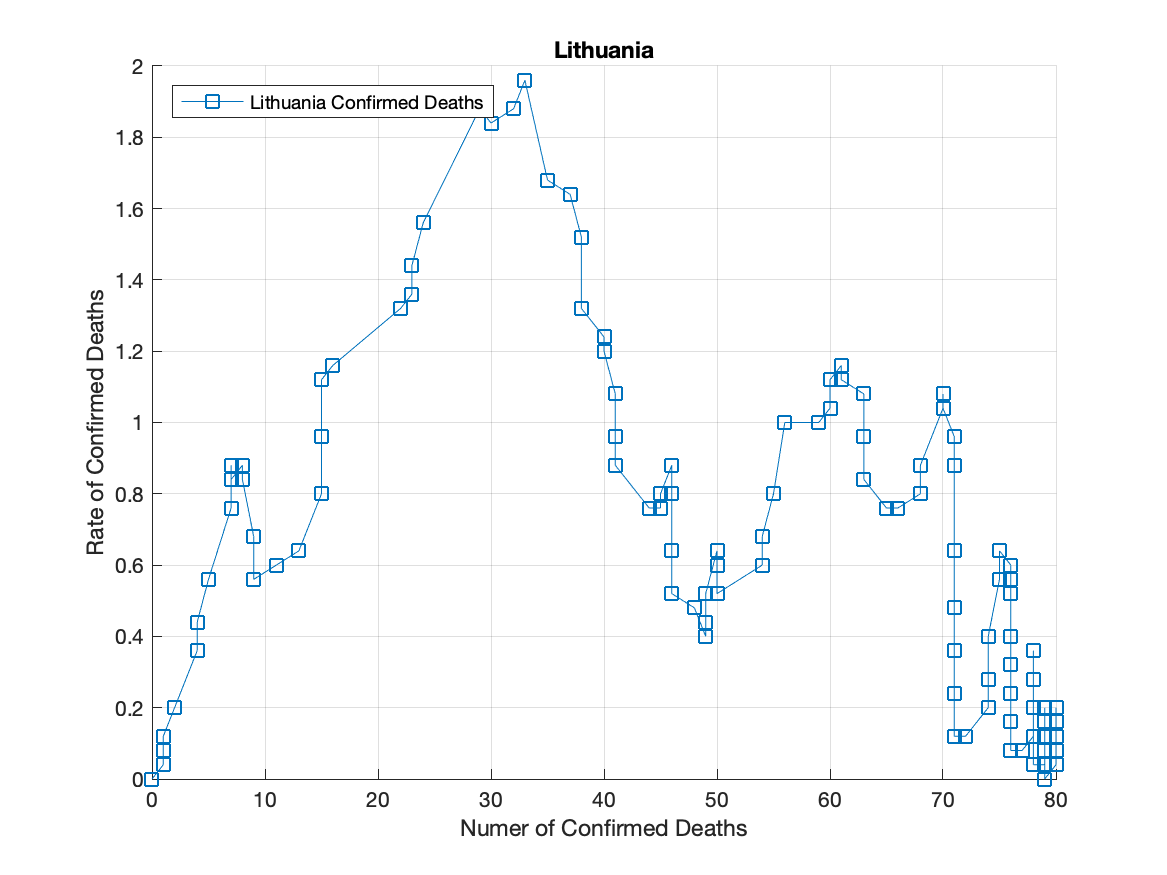 Lithuania
Lithuania Confirmed Deaths
Rate of Confirmed Deaths
2
1.8
1.6
1.4
1.2
1
0.8
0.6
0.4
0.2
0
0 10 20 30 40 50 60 70 80
Numer of Confirmed Deaths